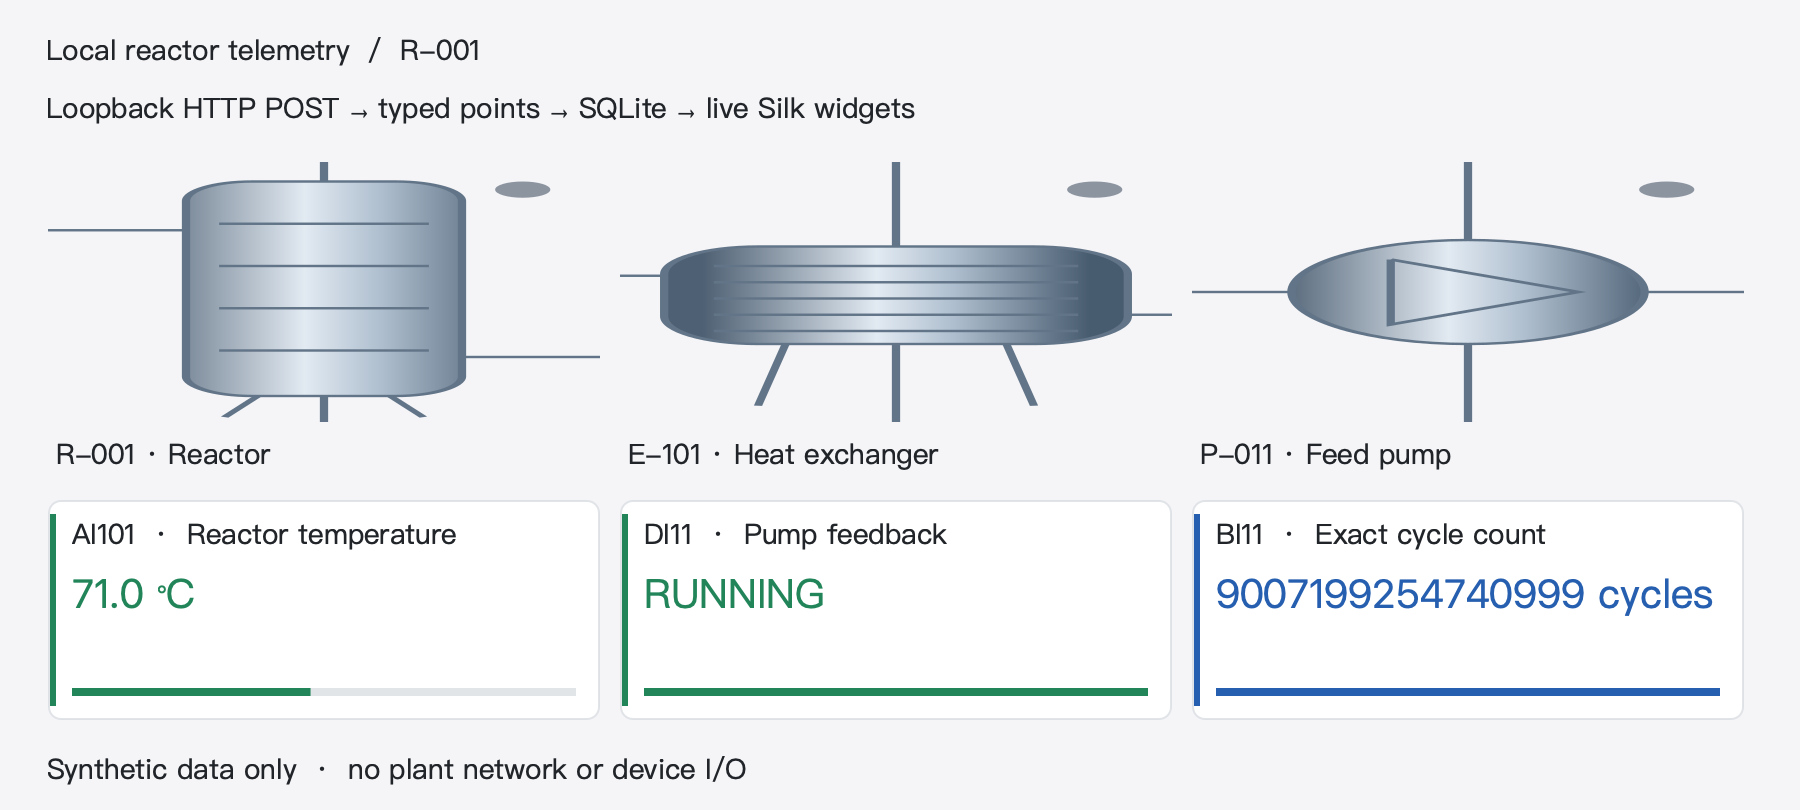 Local reactor telemetry / R–001
Loopback HTTP POST → typed points → SQLite → live Silk widgets
R–001 · Reactor
E–101 · Heat exchanger
P–011 · Feed pump
AI101 · Reactor temperature
71.0 °C
DI11 · Pump feedback
RUNNING
BI11 · Exact cycle count
9007199254740999 cycles
Synthetic data only · no plant network or device I/O